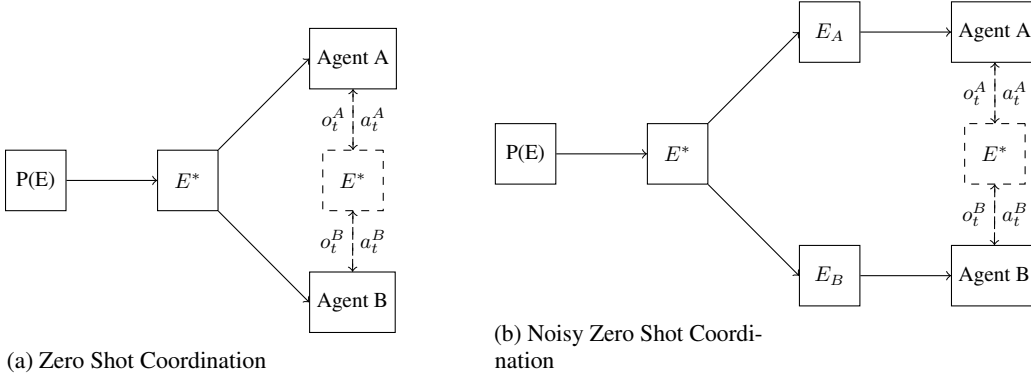 Agent A
$o_t^A$ $a_t^A$
P(E) $E^*$ $E^*$
$o_t^B$ $a_t^B$
Agent B
(a) Zero Shot Coordination
$E_A$ Agent A
$o_t^A$ $a_t^A$
P(E) $E^*$ $E^*$
$o_t^B$ $a_t^B$
$E_B$ Agent B
(b) Noisy Zero Shot Coordi-
nation